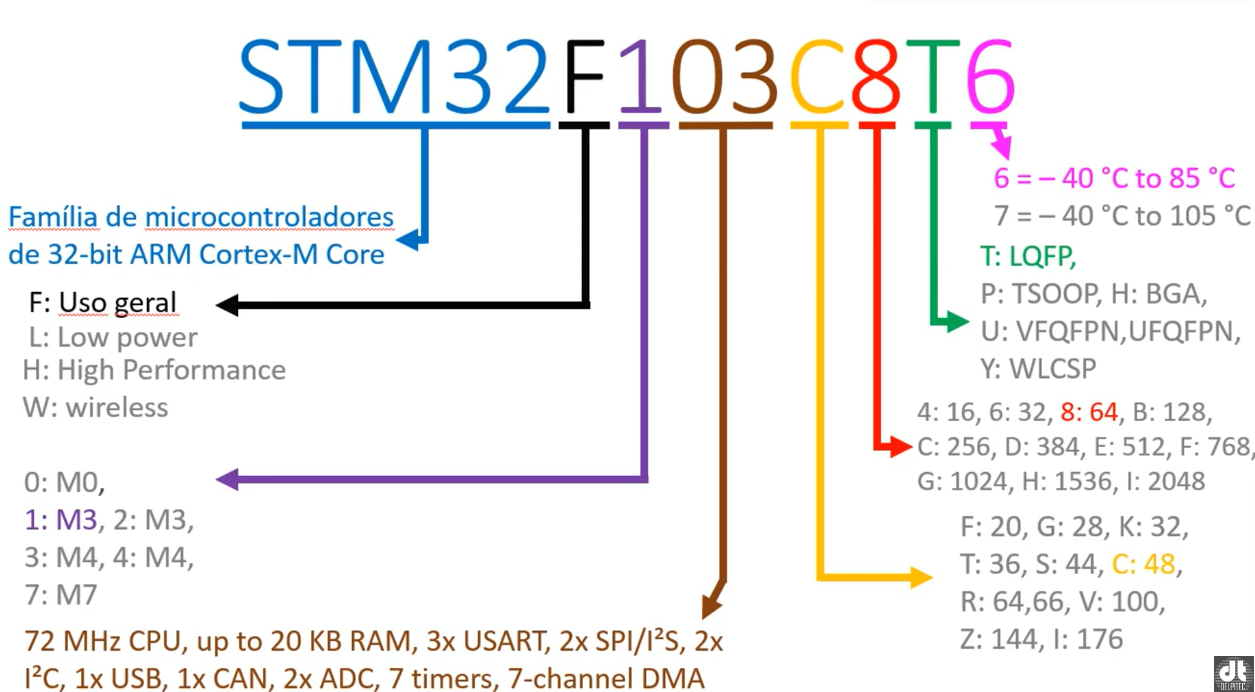 STM32F103C8T6
Família de microcontroladores
de 32-bit ARM Cortex-M Core
F: Uso geral
L: Low power
H: High Performance
W: wireless
0: M0,
1: M3, 2: M3,
3: M4, 4: M4,
7: M7
72 MHz CPU, up to 20 KB RAM, 3x USART, 2x SPI/I²S, 2x
I²C, 1x USB, 1x CAN, 2x ADC, 7 timers, 7-channel DMA
6 = – 40 °C to 85 °C
7 = – 40 °C to 105 °C
T: LQFP,
P: TSOOP, H: BGA,
U: VFQFPN,UFQFPN,
Y: WLCSP
4: 16, 6: 32, 8: 64, B: 128,
C: 256, D: 384, E: 512, F: 768,
G: 1024, H: 1536, I: 2048
F: 20, G: 28, K: 32,
T: 36, S: 44, C: 48,
R: 64,66, V: 100,
Z: 144, I: 176
dt
DELPITEC